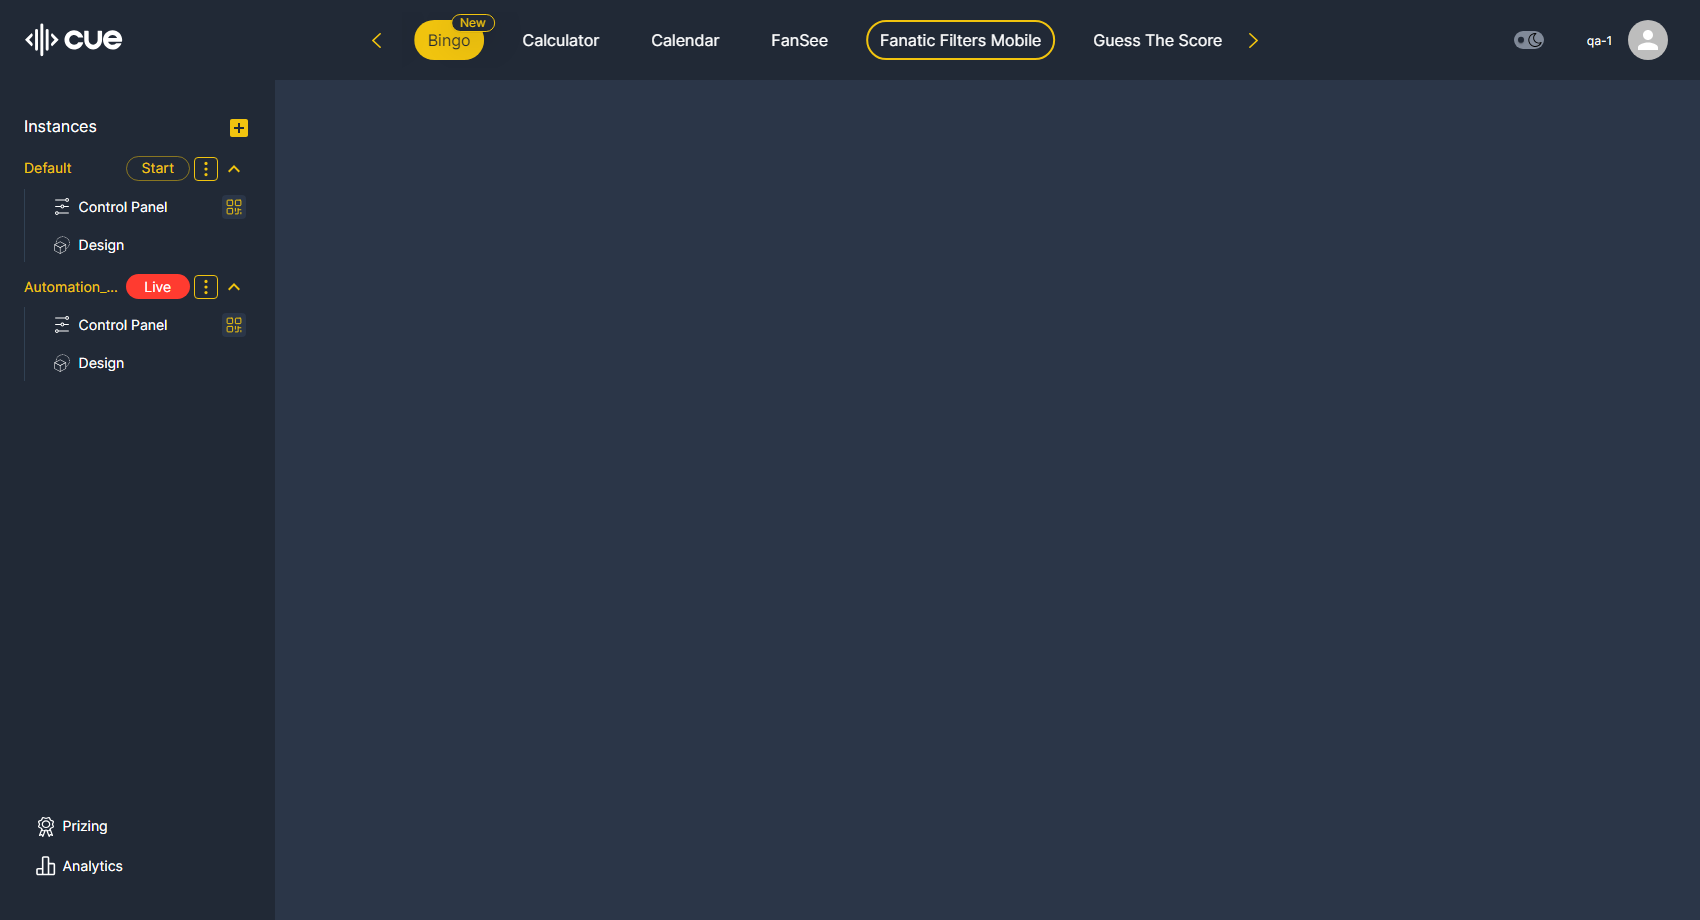 cue
Bingo
New
Calculator
Calendar
FanSee
Fanatic Filters Mobile
Guess The Score
qa-1
Instances
Default
Start
Control Panel
Design
Automation_...
Live
Control Panel
Design
Prizing
Analytics